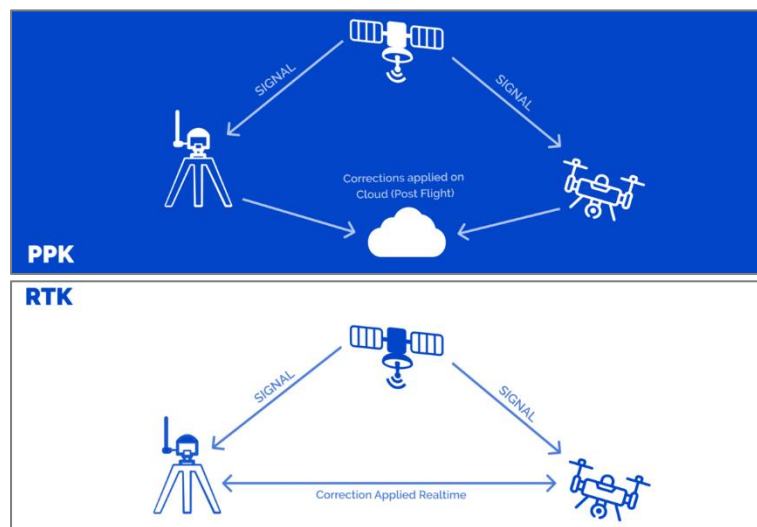 SIGNAL
SIGNAL
Corrections applied on
Cloud (Post Flight)
PPK
RTK
SIGNAL
SIGNAL
Correction Applied Realtime